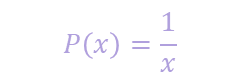 P(x) = 1/x